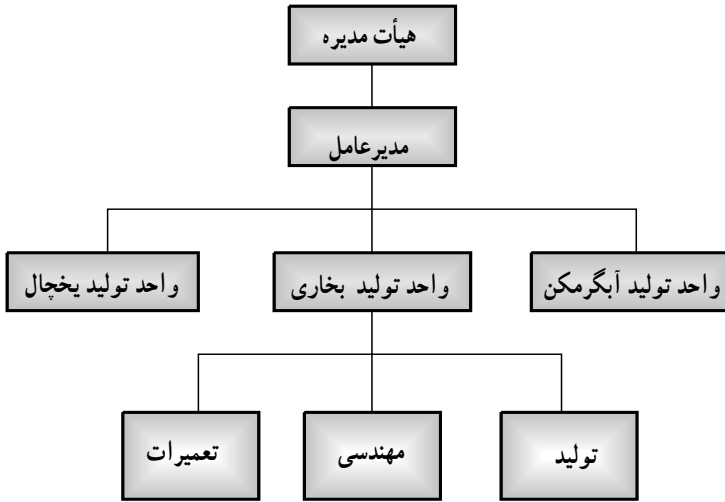 هیأت مدیره
مدیرعامل
واحد تولید آبگرمکن
واحد تولید بخاری
واحد تولید یخچال
تولید
مهندسی
تعمیرات